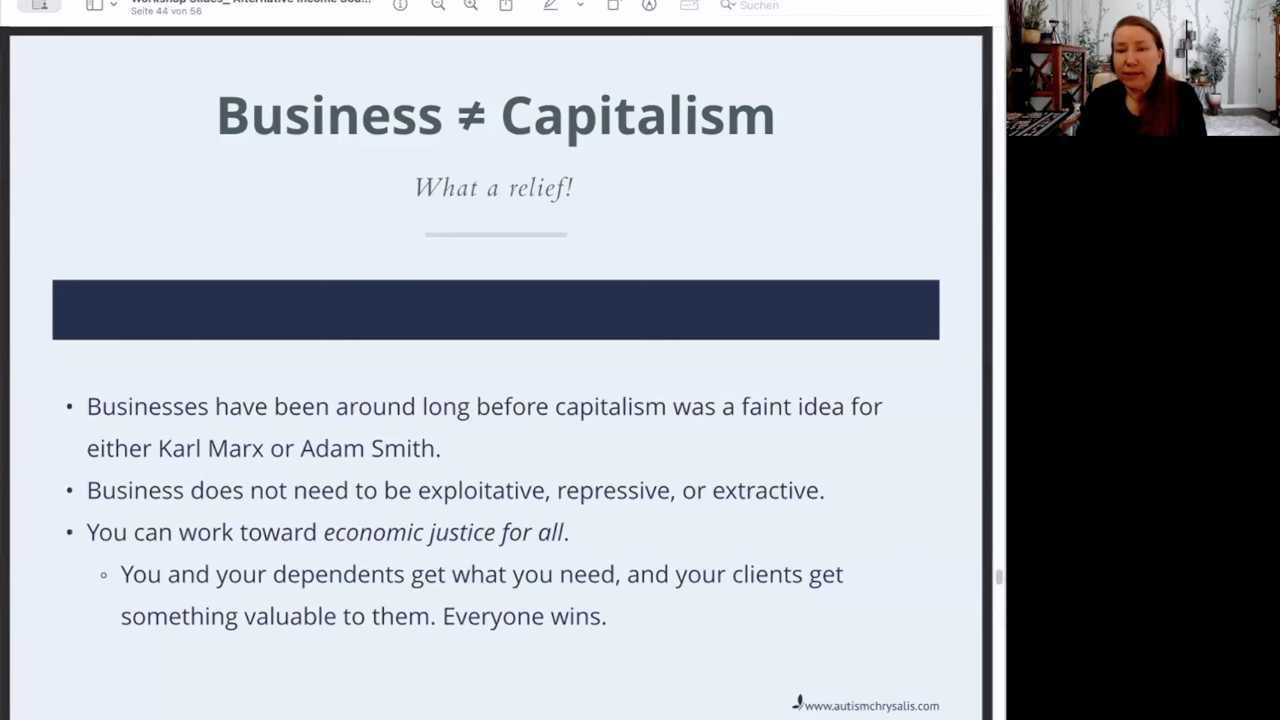 Workshop Slides_ Alternative Income Sou...
Seite 44 von 56
Suchen
Business ≠ Capitalism
What a relief!
• Businesses have been around long before capitalism was a faint idea for
either Karl Marx or Adam Smith.
• Business does not need to be exploitative, repressive, or extractive.
• You can work toward economic justice for all.
◦ You and your dependents get what you need, and your clients get
something valuable to them. Everyone wins.
www.autismchrysalis.com